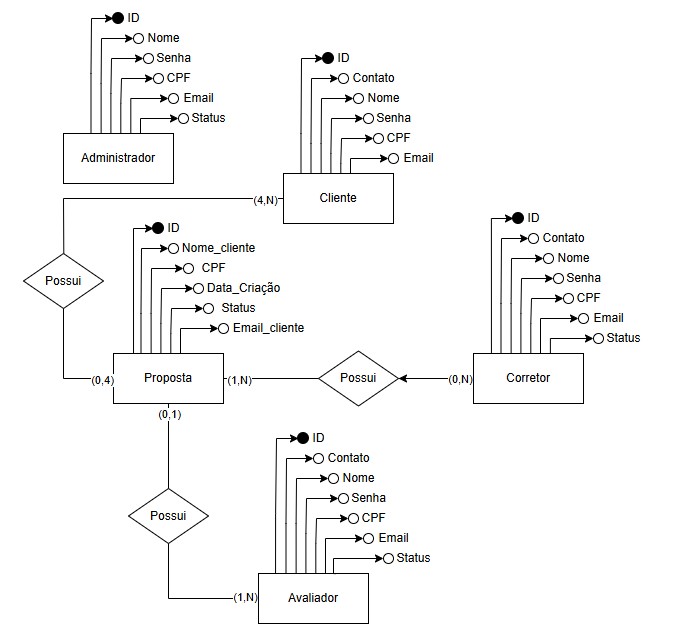 ID
Nome
Senha
CPF
Email
Status
Administrador
ID
Contato
Nome
Senha
CPF
Email
Cliente
(4,N)
Possui
(0,4)
ID
Nome_cliente
CPF
Data_Criação
Status
Email_cliente
Proposta
(1,N)
Possui
(0,N)
ID
Contato
Nome
Senha
CPF
Email
Status
Corretor
(0,1)
Possui
(1,N)
ID
Contato
Nome
Senha
CPF
Email
Status
Avaliador